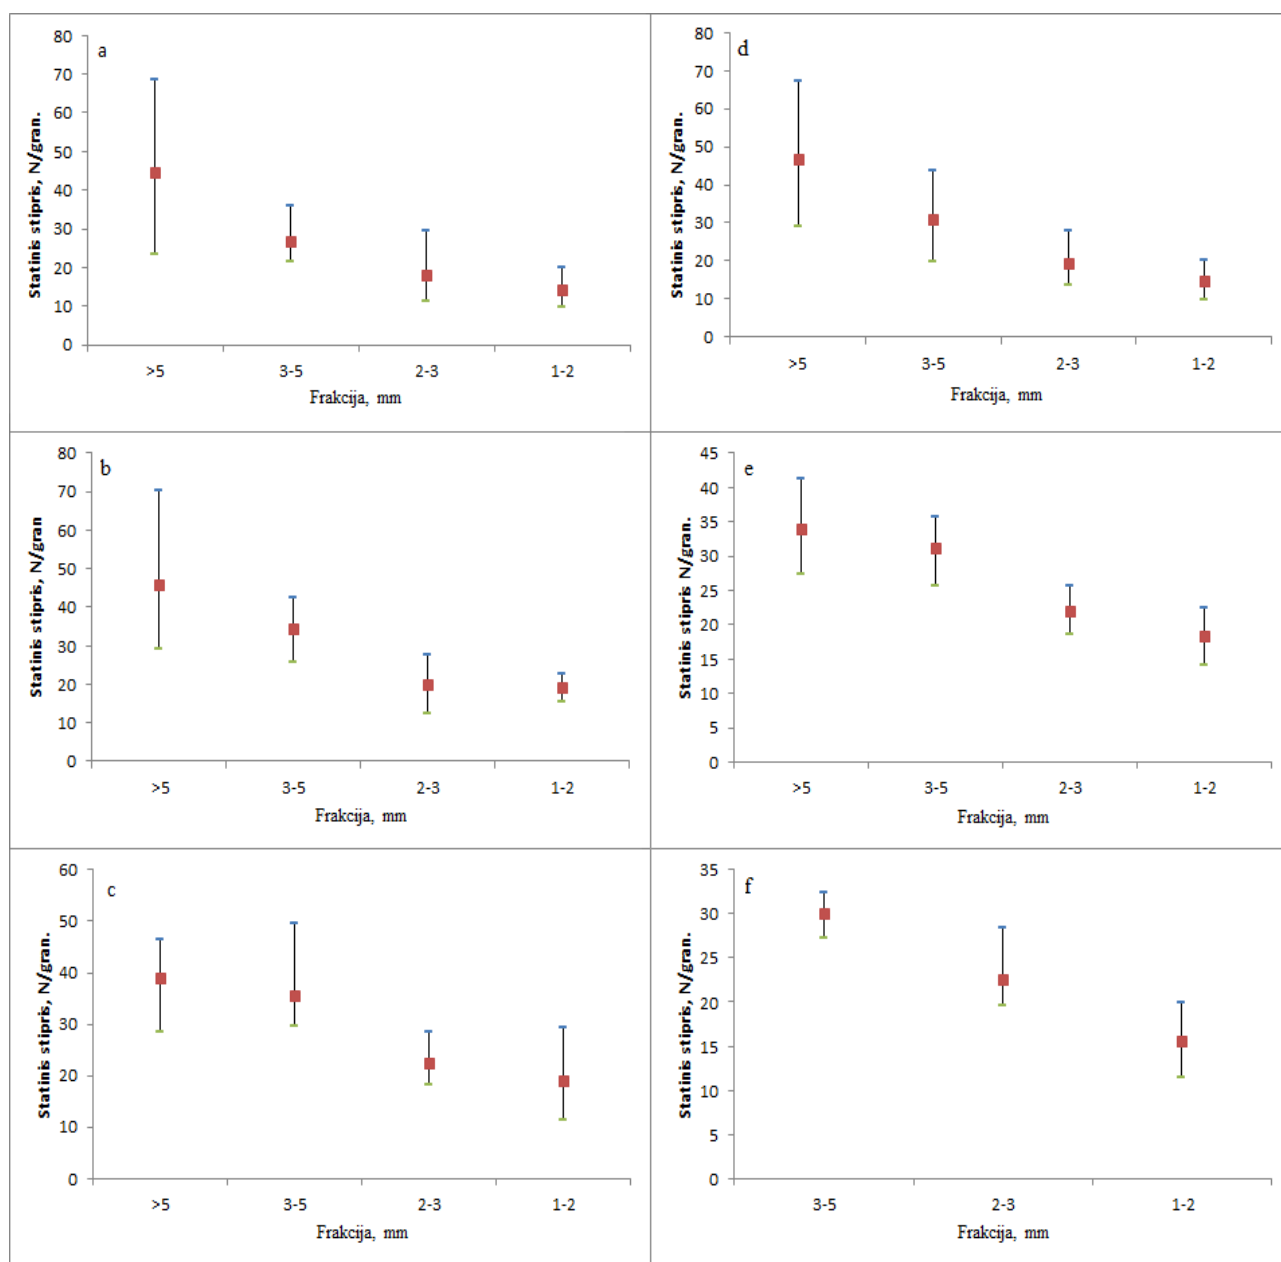 a
Statinis stipris, N/gran.
80
70
60
50
40
30
20
10
0
>5 3-5 2-3 1-2
Frakcija, mm
d
Statinis stipris, N/gran.
80
70
60
50
40
30
20
10
0
>5 3-5 2-3 1-2
Frakcija, mm
b
Statinis stipris, N/gran
80
70
60
50
40
30
20
10
0
>5 3-5 2-3 1-2
Frakcija, mm
e
Statinis stipris N/gran.
45
40
35
30
25
20
15
10
5
0
>5 3-5 2-3 1-2
Frakcija, mm
c
Statinis stipris, N/gran.
60
50
40
30
20
10
0
>5 3-5 2-3 1-2
Frakcija, mm
f
Statinis stipris, N/gran.
35
30
25
20
15
10
5
0
3-5 2-3 1-2
Frakcija, mm